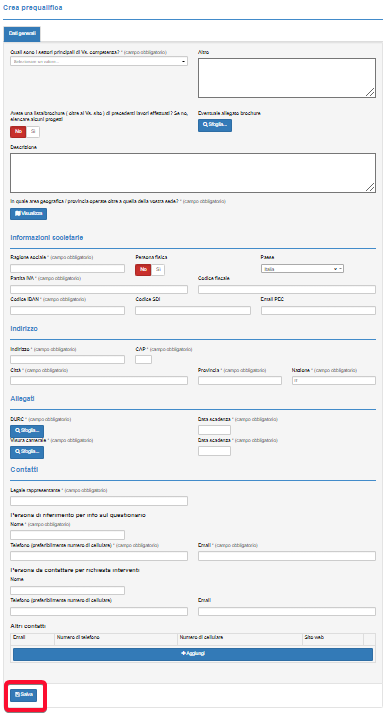 Crea prequalifica
Dati generali
Quali sono i settori principali di Vs. competenza? * (campo obbligatorio)
Altro
Selezionare un valore...
Avete una lista/brochure ( oltre al Vs. sito ) di precedenti lavori effettuati? Se no, elencare alcuni progetti
Eventuale allegato brochure
No Sì
Sfoglia...
Descrizione
In quale area geografica / provincia operate oltre a quella della vostra sede? * (campo obbligatorio)
Visualizza
Informazioni societarie
Ragione sociale * (campo obbligatorio)
Persona fisica
Paese
No Sì
Italia
Partita IVA * (campo obbligatorio)
Codice fiscale
Codice IBAN * (campo obbligatorio)
Codice SDI
Email PEC
Indirizzo
Indirizzo * (campo obbligatorio)
CAP * (campo obbligatorio)
Città * (campo obbligatorio)
Provincia * (campo obbligatorio)
Nazione * (campo obbligatorio)
IT
Allegati
DURC * (campo obbligatorio)
Data scadenza * (campo obbligatorio)
Sfoglia...
Visura camerale * (campo obbligatorio)
Data scadenza * (campo obbligatorio)
Sfoglia...
Contatti
Legale rappresentante * (campo obbligatorio)
Persona di riferimento per info sul questionario
Nome * (campo obbligatorio)
Telefono (preferibilmente numero di cellulare) * (campo obbligatorio)
Email * (campo obbligatorio)
Persona da contattare per richieste interventi
Nome
Telefono (preferibilmente numero di cellulare)
Email
Altri contatti
Email Numero di telefono Numero di cellulare Sito web
Aggiungi
Salva